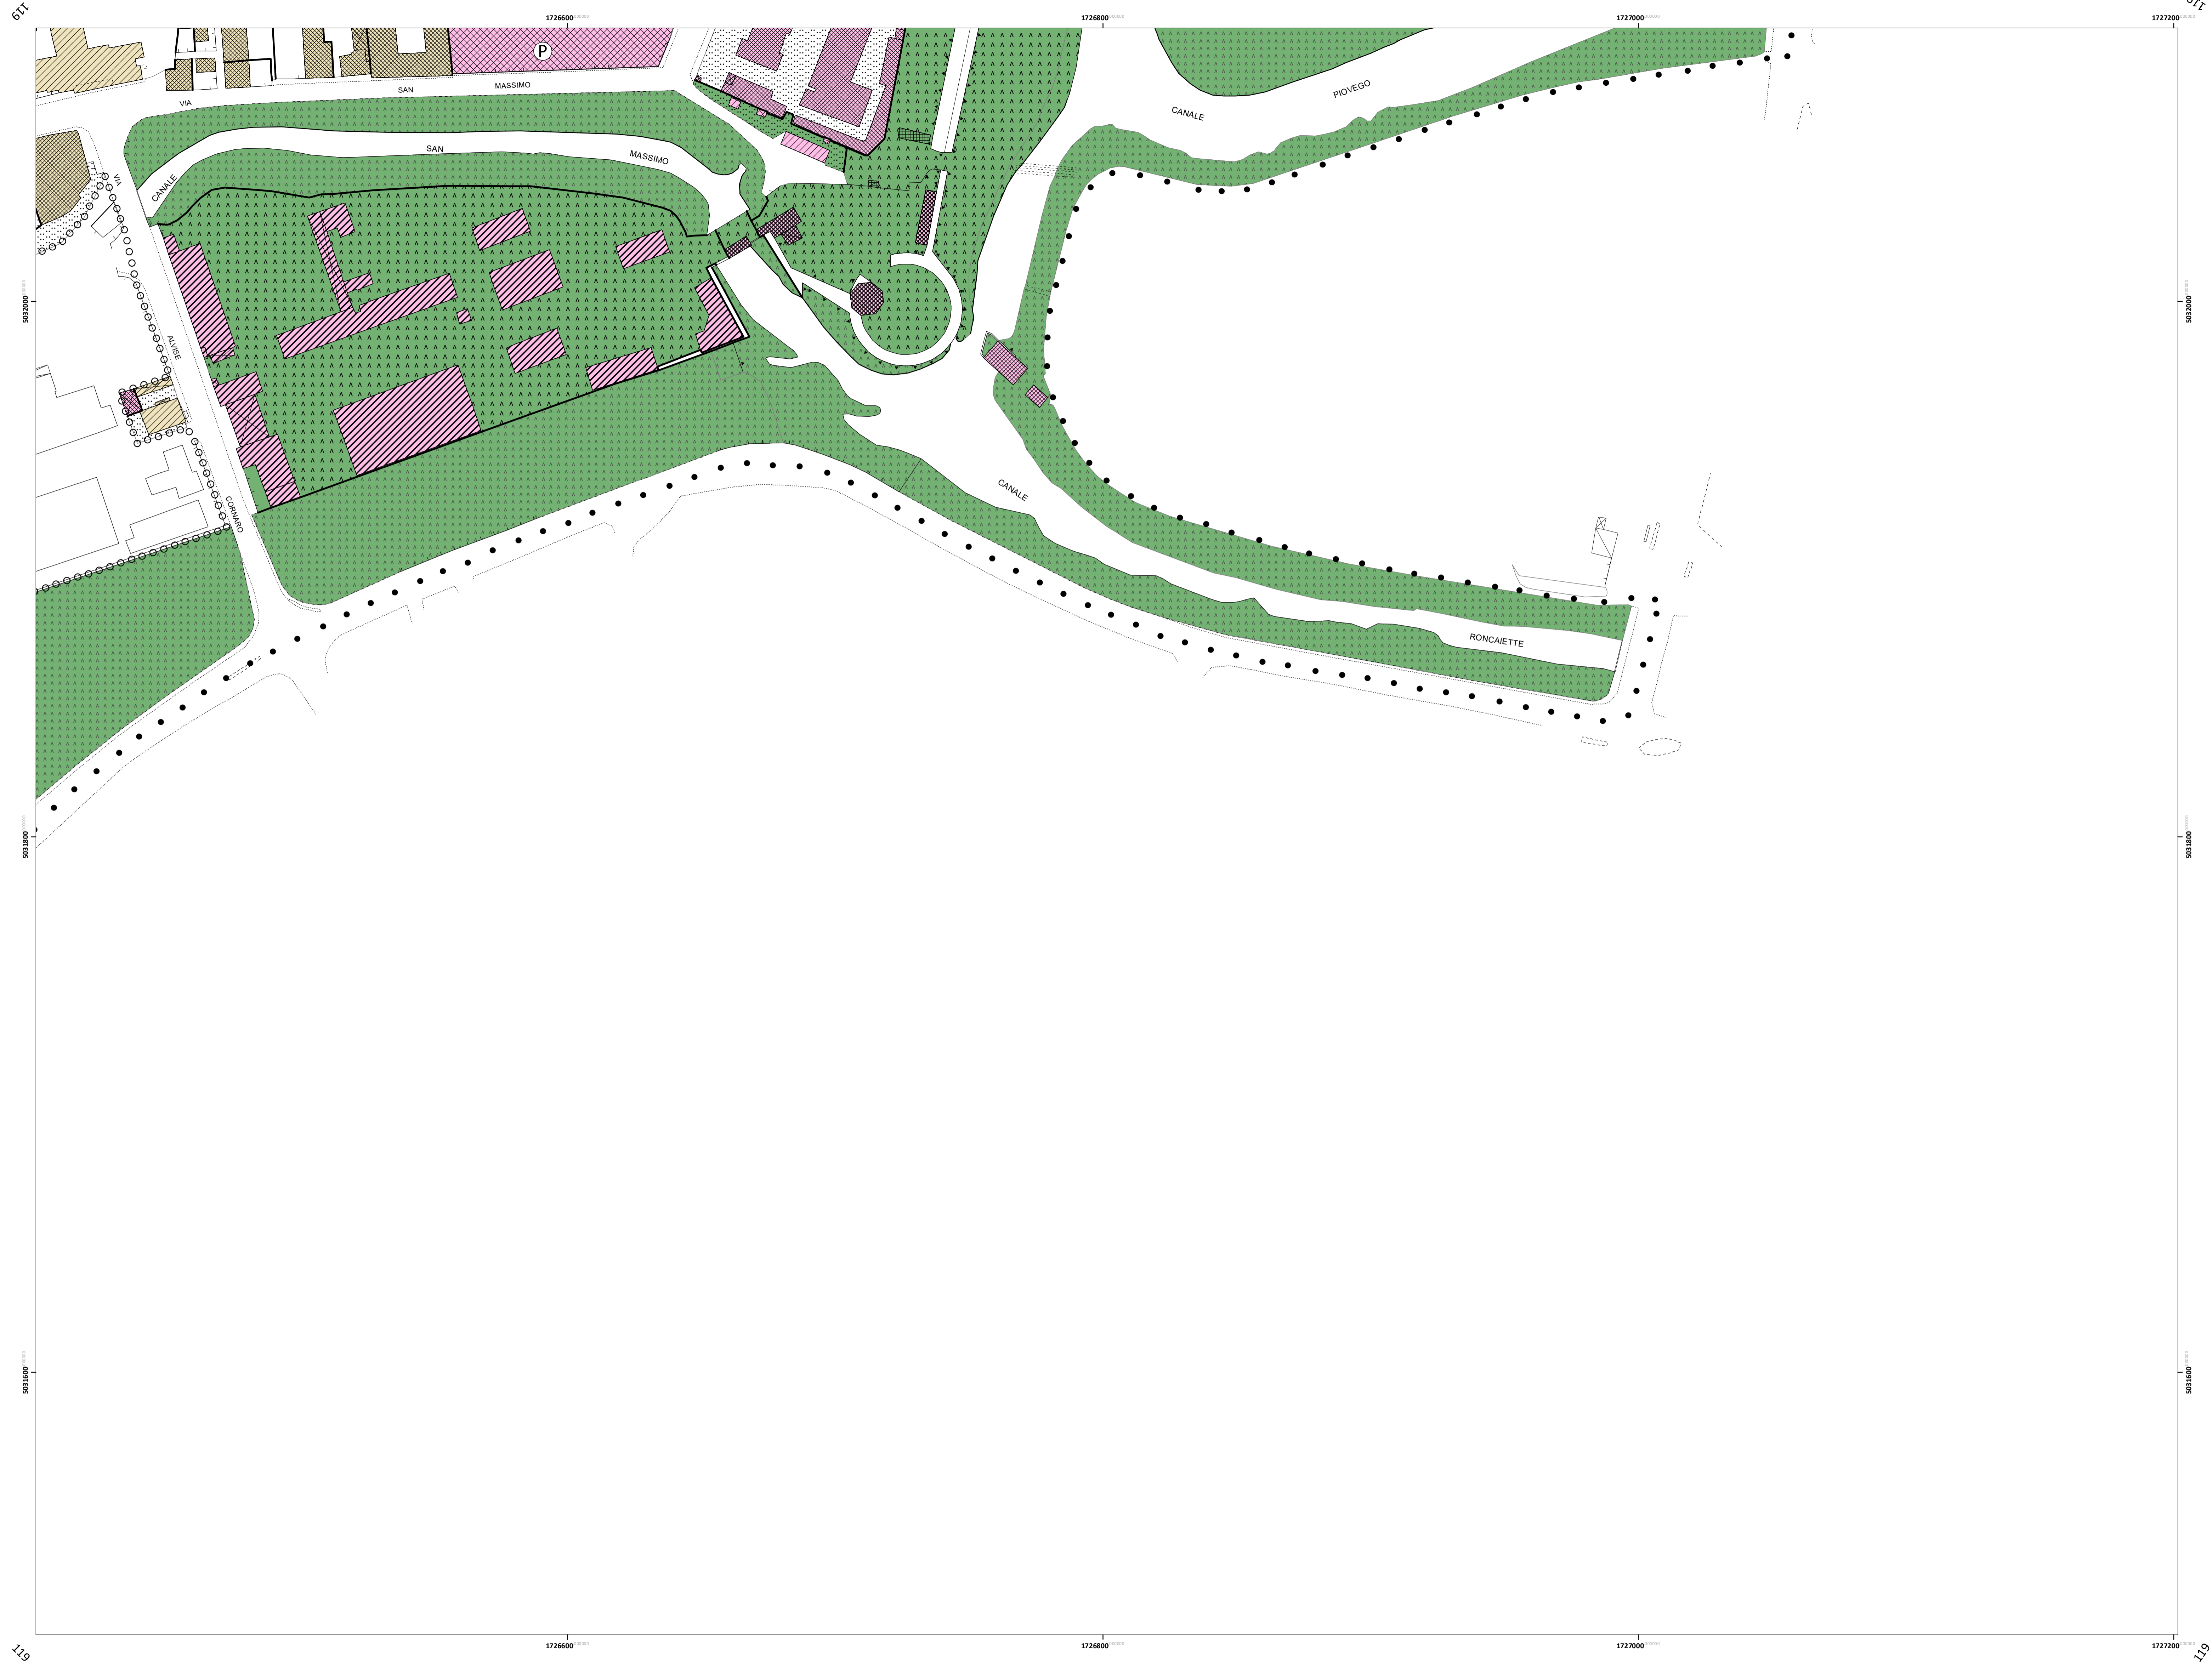 119
1726600
1726800
1727000
1727200
P
VIA SAN MASSIMO
CANALE PIOVEGO
CANALE SAN MASSIMO
VIA ALVISE CORNARO
5032000
5032000
CANALE RONCAIETTE
5031800
5031800
5031600
5031600
119
1726600
1726800
1727000
1727200
119